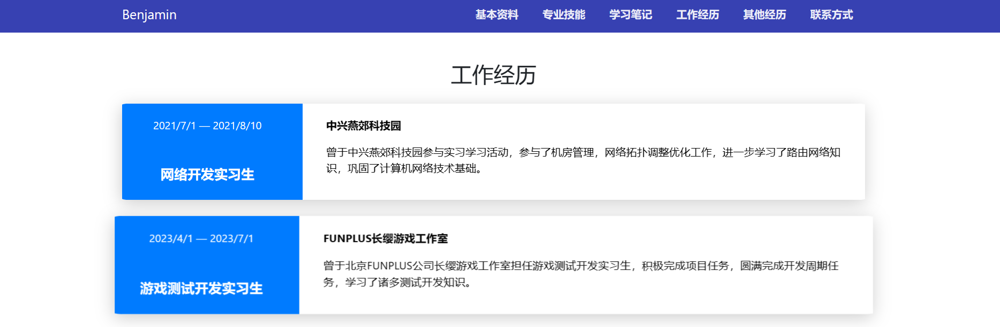 Benjamin 基本资料 专业技能 学习笔记 工作经历 其他经历 联系方式
工作经历
2021/7/1 — 2021/8/10
网络开发实习生
中兴燕郊科技园
曾于中兴燕郊科技园参与实习学习活动，参与了机房管理，网络拓扑调整优化工作，进一步学习了路由网络知
识，巩固了计算机网络技术基础。
2023/4/1 — 2023/7/1
游戏测试开发实习生
FUNPLUS长缨游戏工作室
曾于北京FUNPLUS公司长缨游戏工作室担任游戏测试开发实习生，积极完成项目任务，圆满完成开发周期任
务，学习了诸多测试开发知识。